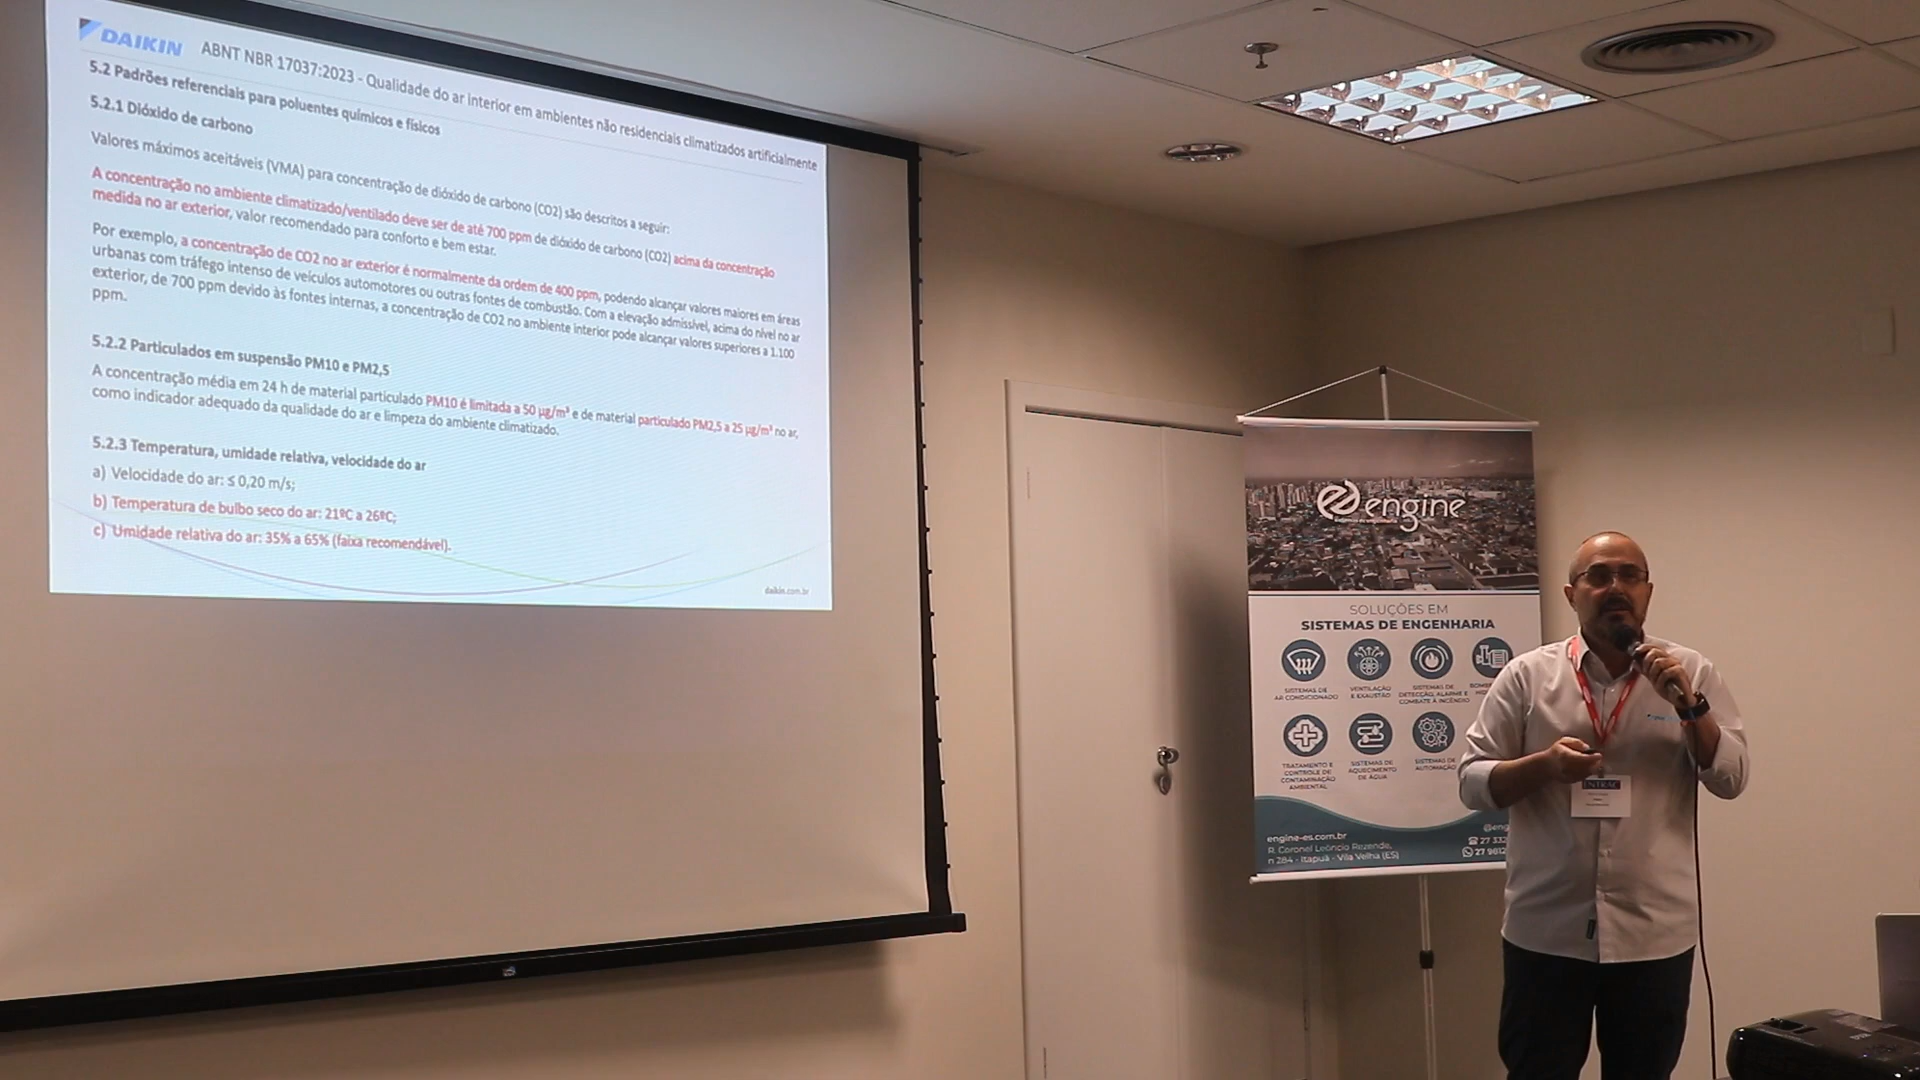 DAIKIN
ABNT NBR 17037:2023 - Qualidade do ar interior em ambientes não residenciais climatizados artificialmente
5.2 Padrões referenciais para poluentes químicos e físicos
5.2.1 Dióxido de carbono
Valores máximos aceitáveis (VMA) para concentração de dióxido de carbono (CO2) são descritos a seguir:
A concentração no ambiente climatizado/ventilado deve ser de até 700 ppm de dióxido de carbono (CO2) acima da concentração
medida no ar exterior, valor recomendado para conforto e bem estar.
Por exemplo, a concentração de CO2 no ar exterior é normalmente da ordem de 400 ppm, podendo alcançar valores maiores em áreas
urbanas com tráfego intenso de veículos automotores ou outras fontes de combustão. Com a elevação admissível, acima do nível no ar
exterior, de 700 ppm devido às fontes internas, a concentração de CO2 no ambiente interior pode alcançar valores superiores a 1.100
ppm.
5.2.2 Particulados em suspensão PM10 e PM2,5
A concentração média em 24 h de material particulado PM10 é limitada a 50 µg/m³ e de material particulado PM2,5 a 25 µg/m³ no ar,
como indicador adequado da qualidade do ar e limpeza do ambiente climatizado.
5.2.3 Temperatura, umidade relativa, velocidade do ar
a) Velocidade do ar: ≤ 0,20 m/s;
b) Temperatura de bulbo seco do ar: 21ºC a 26ºC;
c) Umidade relativa do ar: 35% a 65% (faixa recomendável).
daikin.com.br
engine
SOLUÇÕES EM
SISTEMAS DE ENGENHARIA
SISTEMAS DE
AR CONDICIONADO
VENTILAÇÃO
E EXAUSTÃO
SISTEMAS DE
DETECÇÃO, ALARME E
COMBATE À INCÊNDIO
TRATAMENTO E
CONTROLE DE
CONTAMINAÇÃO
AMBIENTAL
SISTEMAS DE
AQUECIMENTO
DE ÁGUA
SISTEMAS DE
AUTOMAÇÃO
engine-es.com.br
R. Coronel Leôncio Rezende,
n 284 - Itapuã - Vila Velha (ES)
@eng
27 332
27 9812
ENTRAC